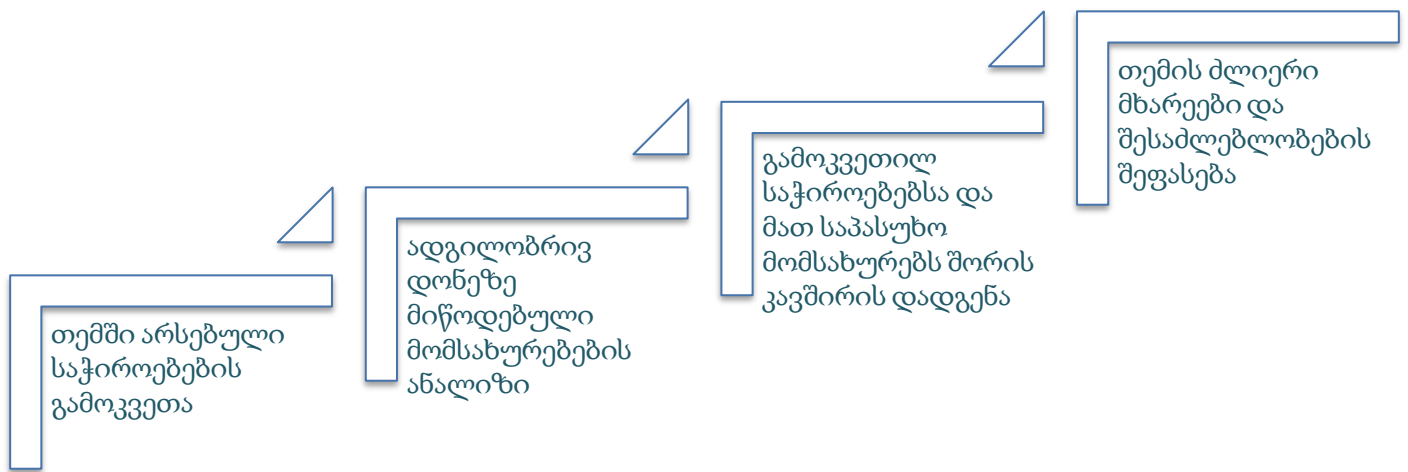 თემში არსებული
საჭიროებების
გამოკვეთა
ადგილობრივ
დონეზე
მიწოდებული
მომსახურებების
ანალიზი
გამოკვეთილ
საჭიროებებსა და
მათ საპასუხო
მომსახურებს შორის
კავშირის დადგენა
თემის ძლიერი
მხარეები და
შესაძლებლობების
შეფასება